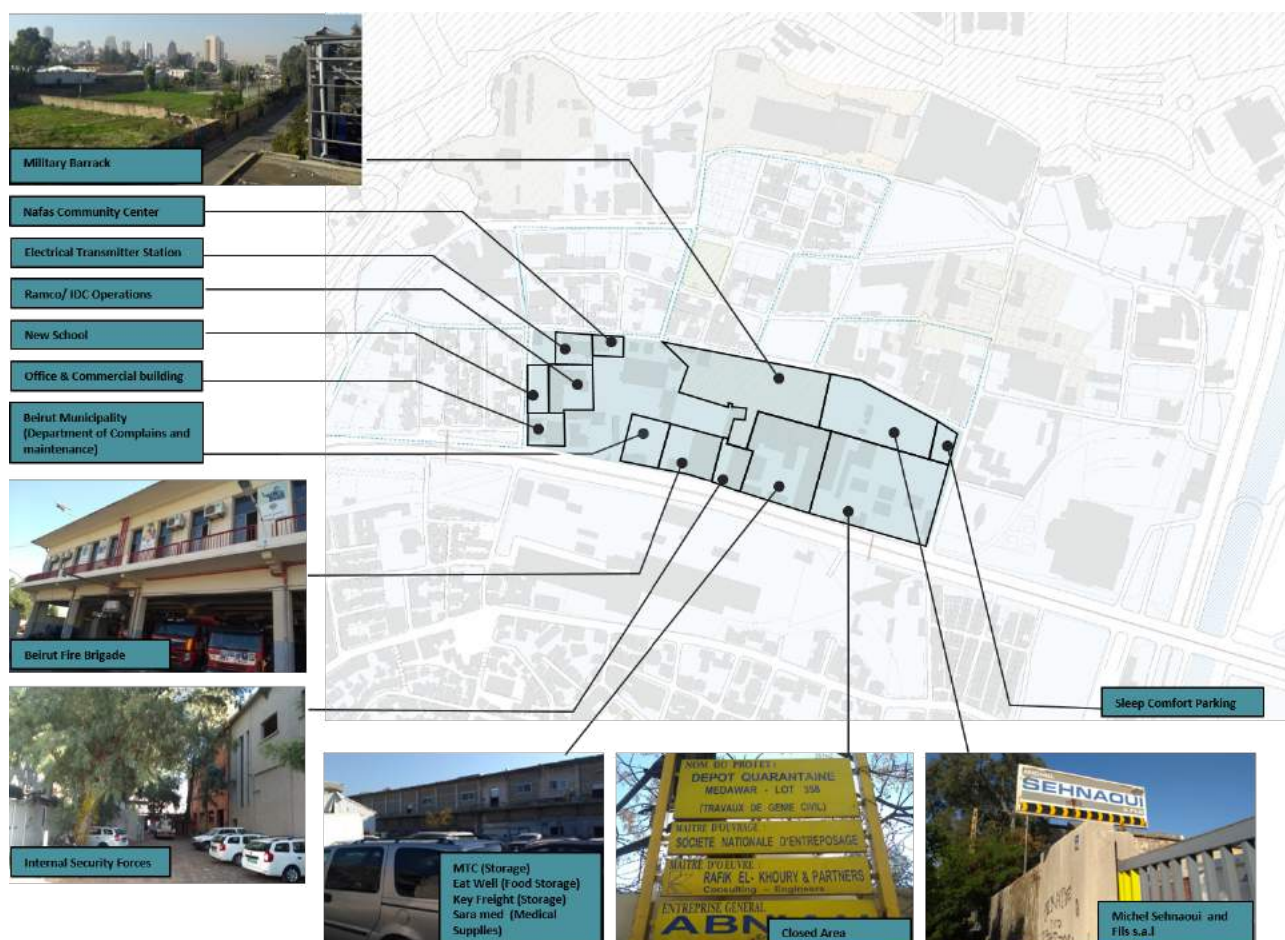 Military Barrack
Nafas Community Center
Electrical Transmitter Station
Ramco/ IDC Operations
New School
Office & Commercial building
Beirut Municipality
(Department of Complains and
maintenance)
Beirut Fire Brigade
Internal Security Forces
Sleep Comfort Parking
MTC (Storage)
Eat Well (Food Storage)
Key Freight (Storage)
Sara med (Medical
Supplies)
NOM DU PROJET :
DEPOT QUARANTAINE
MEDAWAR - LOT 358
(TRAVAUX DE GENIE CIVIL)
MAITRE D'OUVRAGE :
SOCIETE NATIONALE D'ENTREPOSAGE
MAITRE D'OEUVRE :
RAFIK EL-KHOURY & PARTNERS
Consulting - Engineers
ENTREPRISE GENERAL
Closed Area
SEHNAOUI
Michel Sehnaoui and
Fils s.a.l